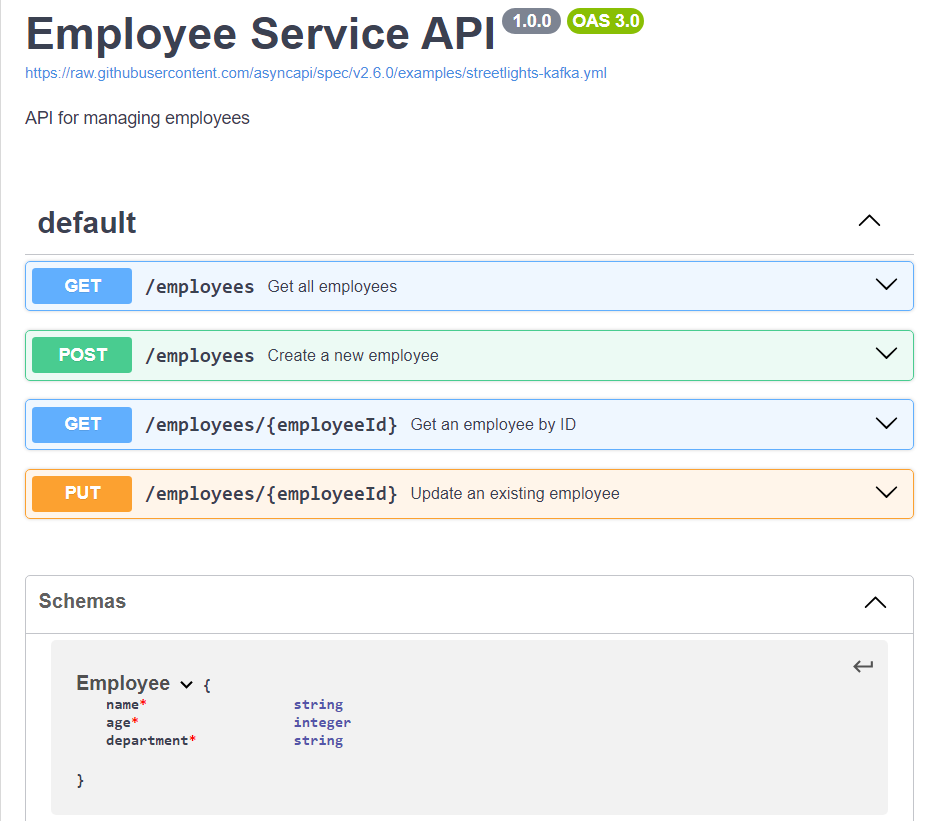 Employee Service API 1.0.0 OAS 3.0
https://raw.githubusercontent.com/asyncapi/spec/v2.6.0/examples/streetlights-kafka.yml
API for managing employees
default
GET /employees Get all employees
POST /employees Create a new employee
GET /employees/{employeeId} Get an employee by ID
PUT /employees/{employeeId} Update an existing employee
Schemas
Employee {
name* string
age* integer
department* string
}